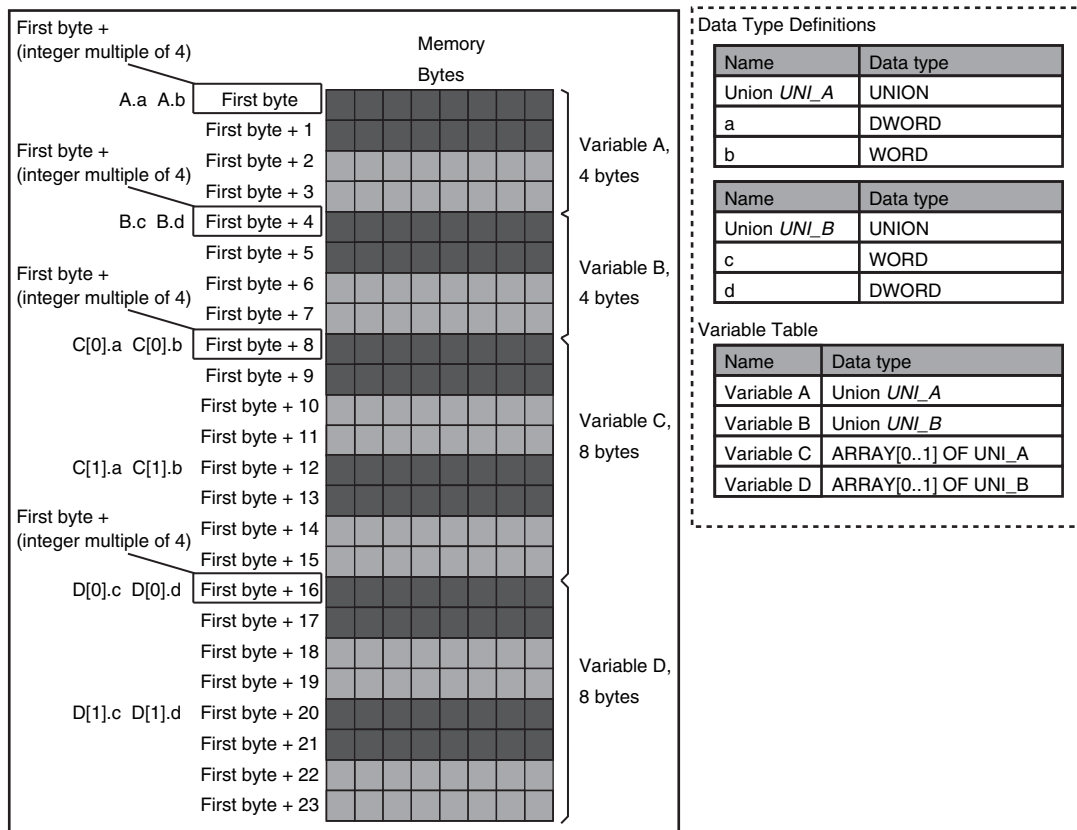 First byte +
(integer multiple of 4)
Memory
Bytes
A.a A.b First byte
First byte + 1
Variable A,
4 bytes
First byte +
(integer multiple of 4)
First byte + 2
First byte + 3
B.c B.d First byte + 4
First byte + 5
Variable B,
4 bytes
First byte +
(integer multiple of 4)
First byte + 6
First byte + 7
C[0].a C[0].b First byte + 8
First byte + 9
First byte + 10
Variable C,
8 bytes
First byte + 11
C[1].a C[1].b First byte + 12
First byte + 13
First byte +
(integer multiple of 4)
First byte + 14
First byte + 15
D[0].c D[0].d First byte + 16
First byte + 17
First byte + 18
Variable D,
8 bytes
First byte + 19
D[1].c D[1].d First byte + 20
First byte + 21
First byte + 22
First byte + 23
Data Type Definitions
Name Data type
Union UNI_A UNION
a DWORD
b WORD
Name Data type
Union UNI_B UNION
c WORD
d DWORD
Variable Table
Name Data type
Variable A Union UNI_A
Variable B Union UNI_B
Variable C ARRAY[0..1] OF UNI_A
Variable D ARRAY[0..1] OF UNI_B